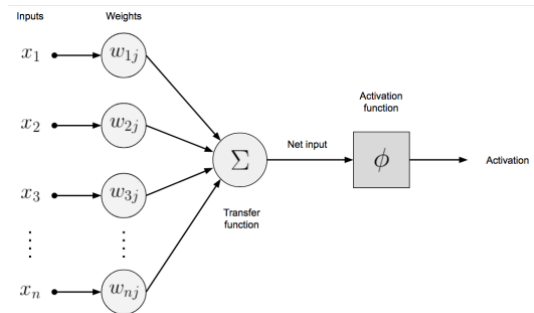 Inputs Weights
x₁ w₁ⱼ
Activation
function
x₂ w₂ⱼ
Net input
Σ ϕ Activation
x₃ w₃ⱼ
Transfer
function
⋮ ⋮
xₙ wₙⱼ